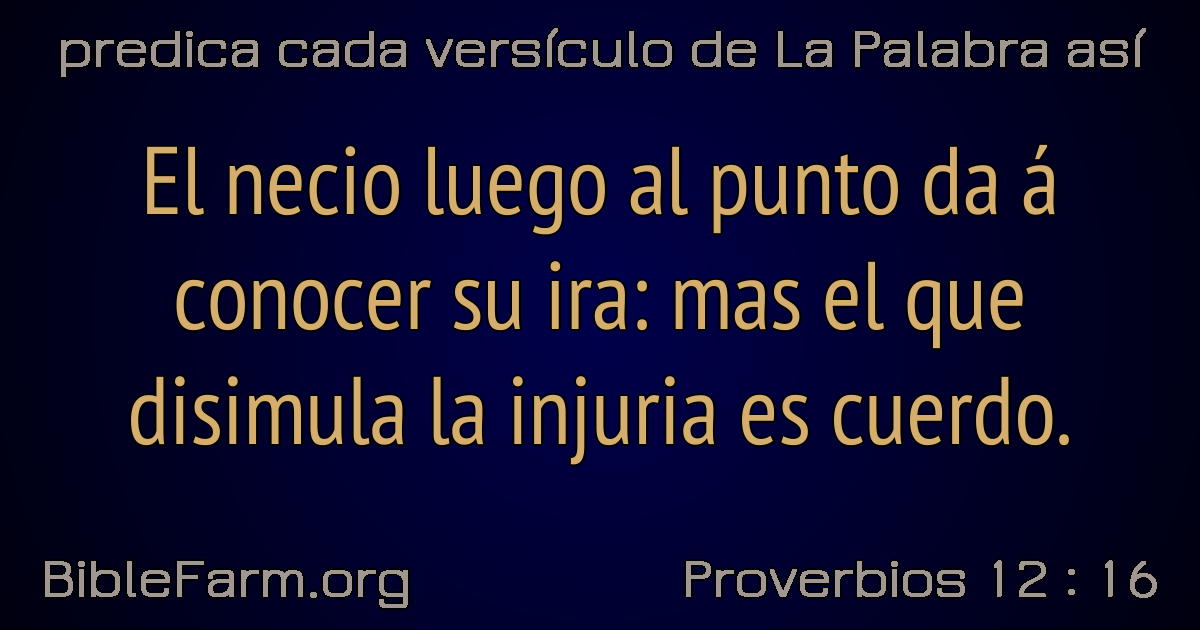 predica cada versículo de La Palabra así
El necio luego al punto da á
conocer su ira: mas el que
disimula la injuria es cuerdo.
BibleFarm.org
Proverbios 12 : 16